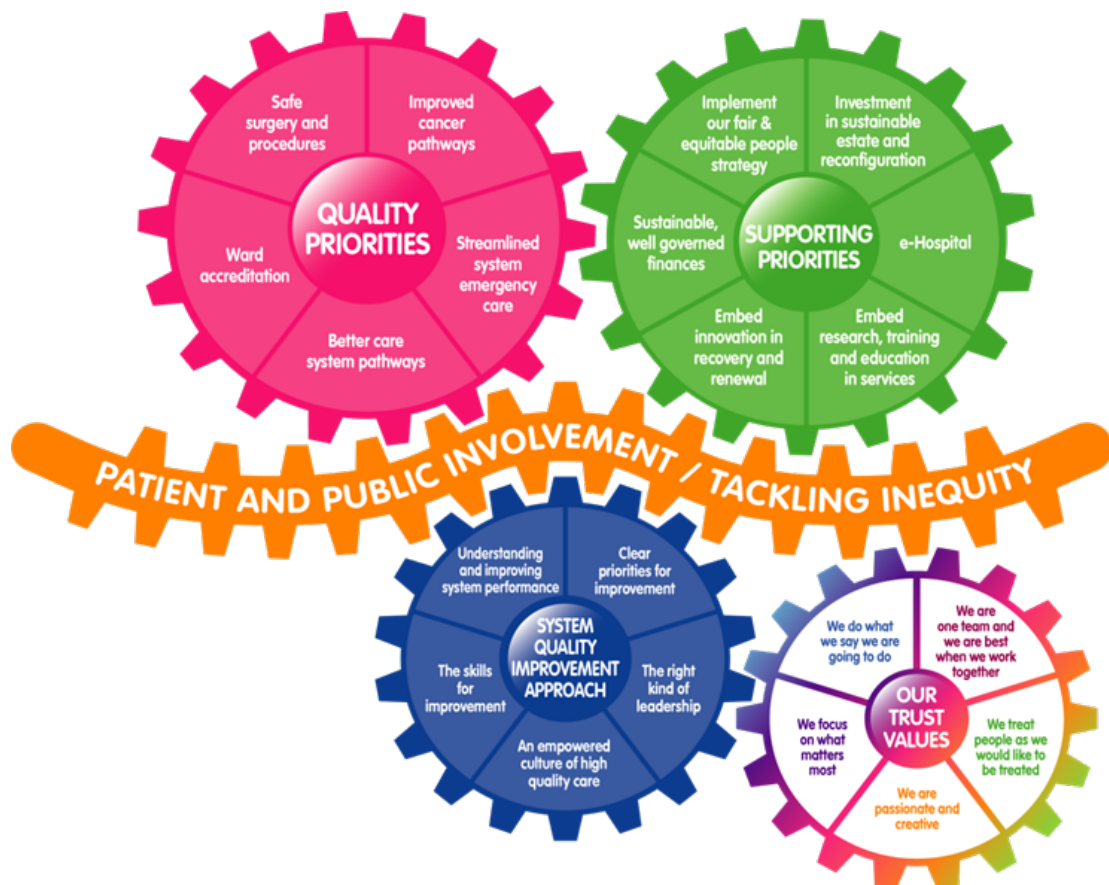 QUALITY
PRIORITIES
Safe
surgery and
procedures
Improved
cancer
pathways
Streamlined
system
emergency
care
Better care
system pathways
Ward
accreditation
SUPPORTING
PRIORITIES
Implement
our fair &
equitable people
strategy
Investment
in sustainable
estate and
reconfiguration
e-Hospital
Embed
research, training
and education
in services
Embed
innovation in
recovery and
renewal
Sustainable,
well governed
finances
PATIENT AND PUBLIC INVOLVEMENT / TACKLING INEQUITY
SYSTEM
QUALITY
IMPROVEMENT
APPROACH
Understanding
and improving
system performance
Clear
priorities for
improvement
The right
kind of
leadership
An empowered
culture of high
quality care
The skills
for
improvement
OUR
TRUST
VALUES
We do what
we say we are
going to do
We are
one team and
we are best
when we work
together
We treat
people as we
would like to
be treated
We are
passionate and
creative
We focus
on what
matters
most